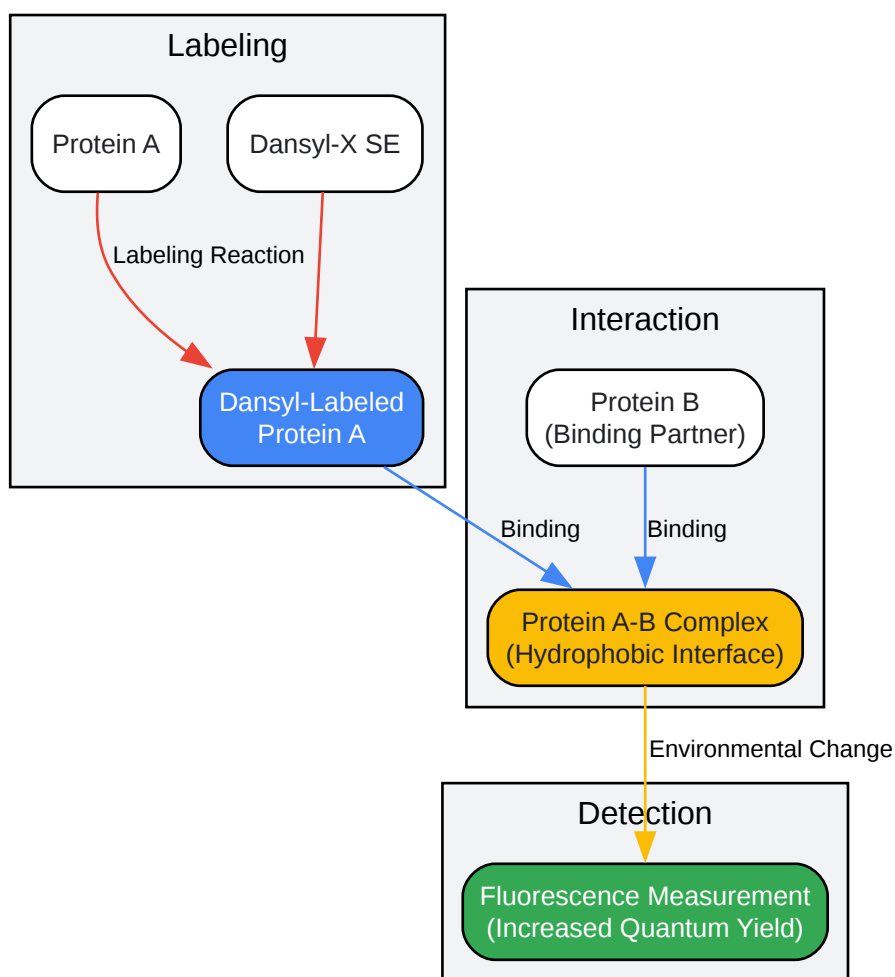 Labeling
Protein A
Dansyl-X SE
Labeling Reaction
Dansyl-Labeled
Protein A
Interaction
Protein B
(Binding Partner)
Binding
Binding
Protein A-B Complex
(Hydrophobic Interface)
Environmental Change
Detection
Fluorescence Measurement
(Increased Quantum Yield)